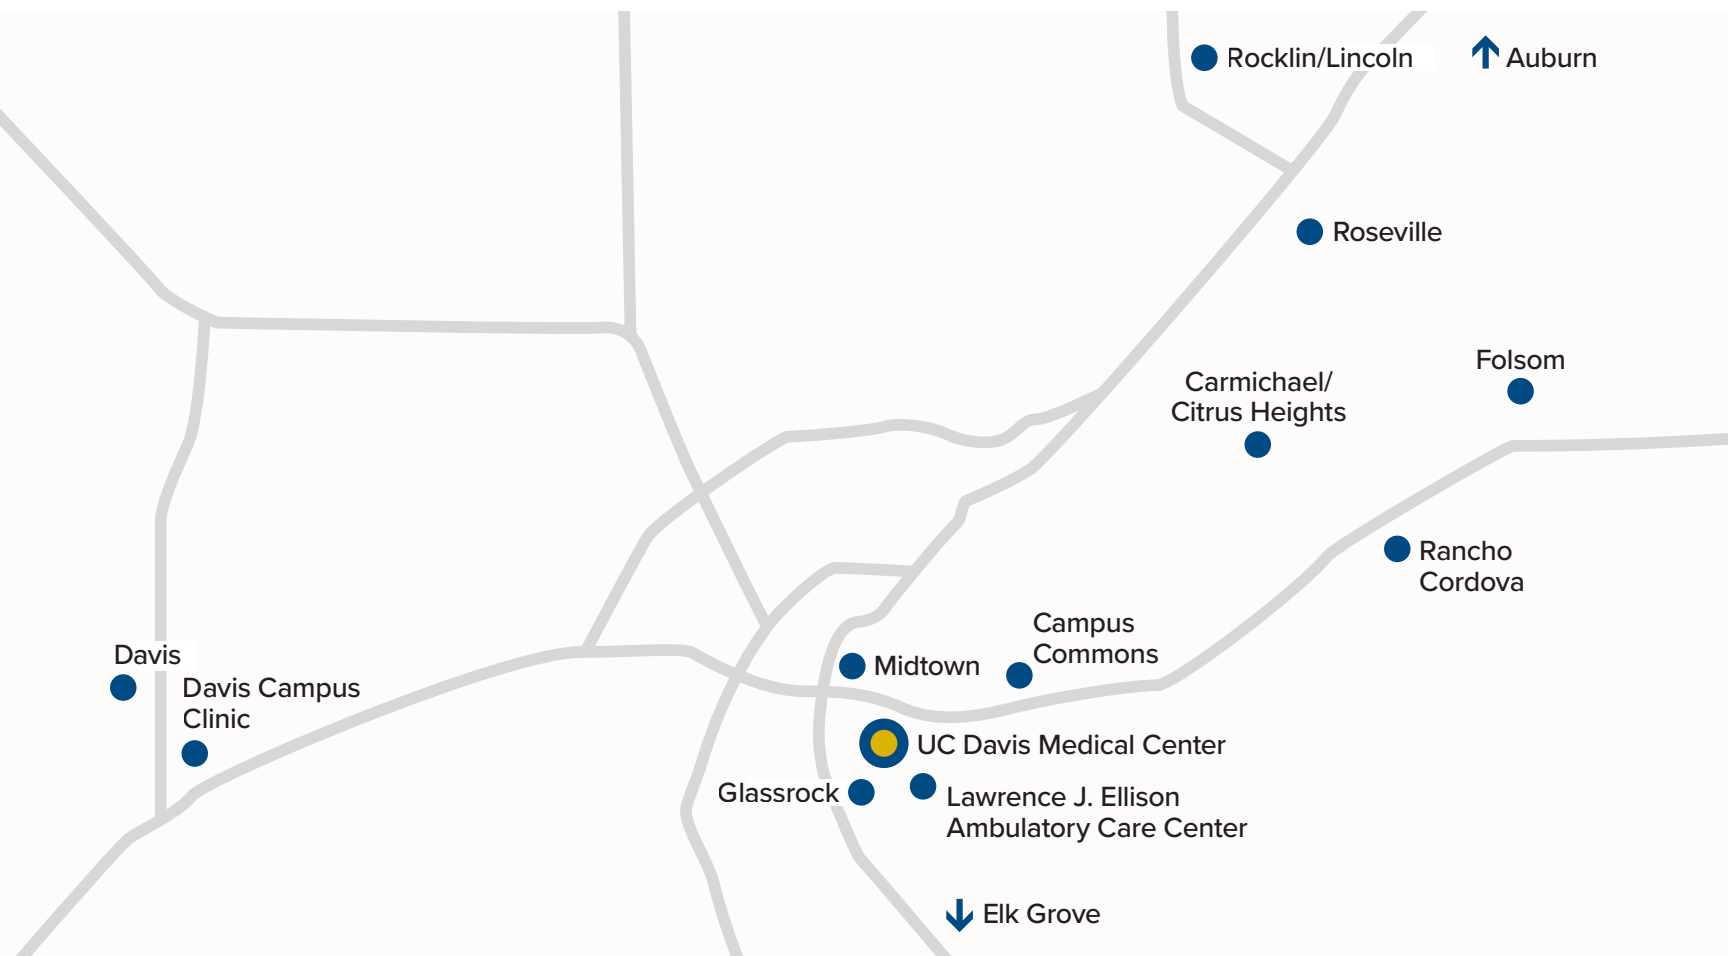 Rocklin/Lincoln
Auburn
Roseville
Folsom
Carmichael/
Citrus Heights
Rancho
Cordova
Campus
Commons
Midtown
Davis
Davis Campus
Clinic
UC Davis Medical Center
Glassrock
Lawrence J. Ellison
Ambulatory Care Center
Elk Grove